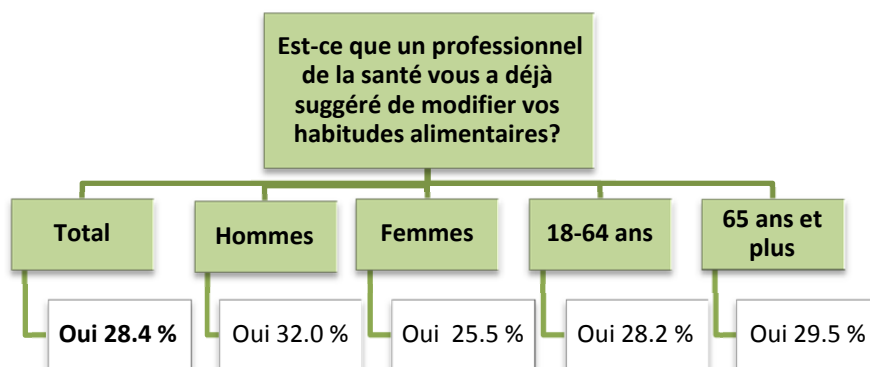 Est-ce que un professionnel
de la santé vous a déjà
suggéré de modifier vos
habitudes alimentaires?
Total
Hommes
Femmes
18-64 ans
65 ans et
plus
Oui 28.4 %
Oui 32.0 %
Oui 25.5 %
Oui 28.2 %
Oui 29.5 %